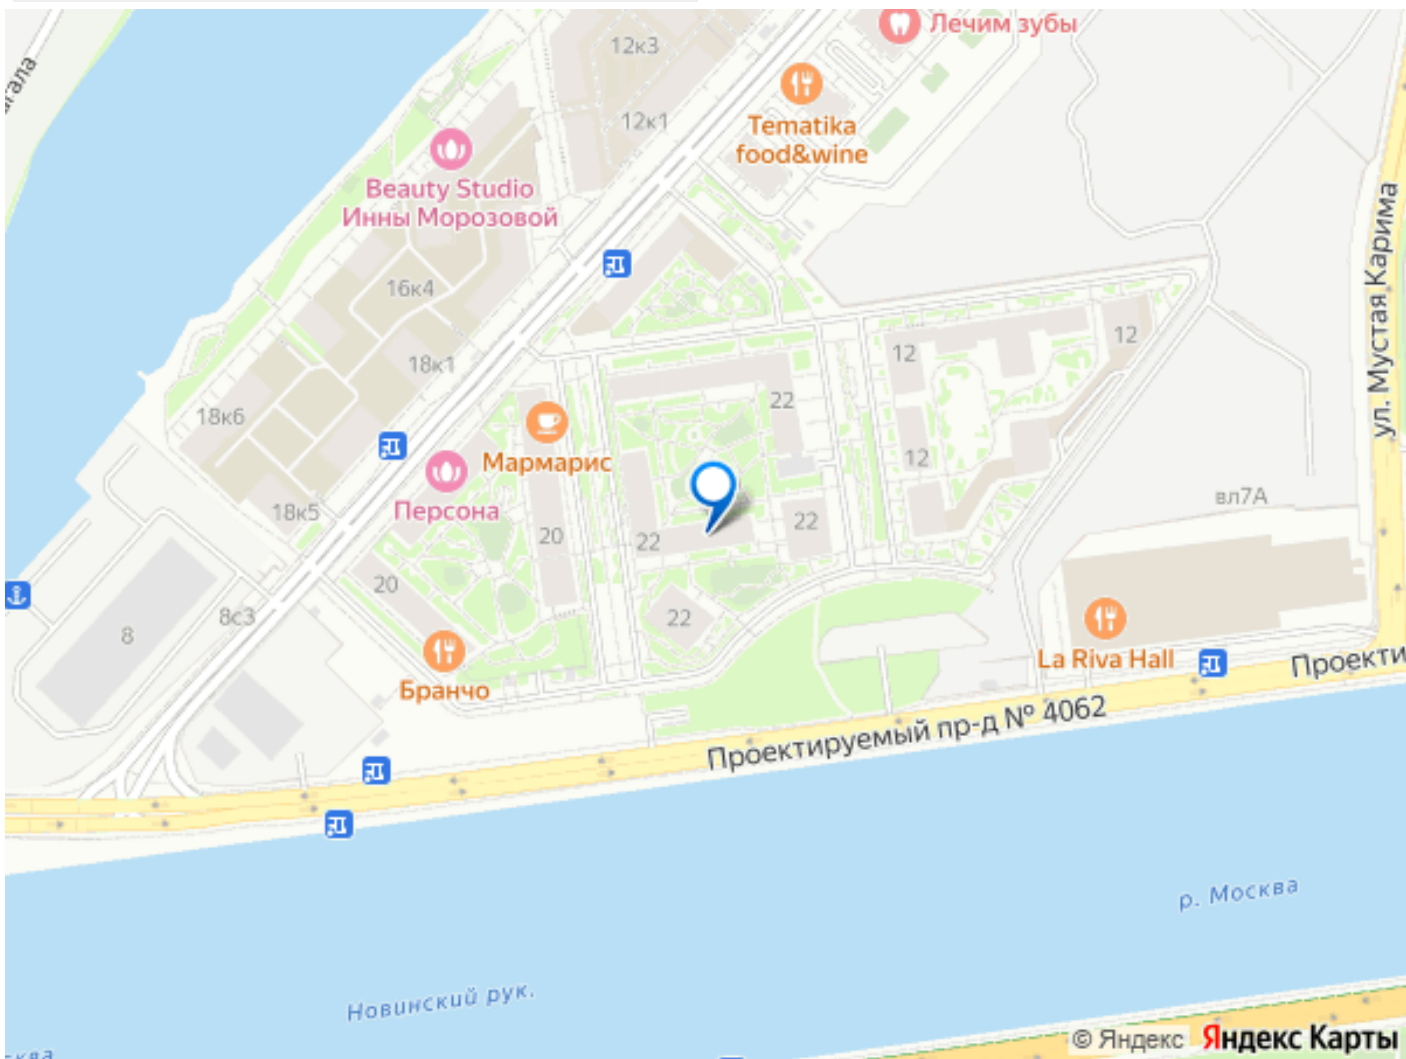 Лечим зубы
12к3
12к1
Tematika
food&wine
Beauty Studio
Инны Морозовой
ул. Мустая Карима
16к4
18к1
18к6
12
12
22
Мармарис
12
Персона
18к5
вл7А
22
20
22
20
8с3
22
8
La Riva Hall
Бранчо
Проекти
Проектируемый пр-д № 4062
р. Москва
Новинский рук.
© Яндекс Яндекс Карты